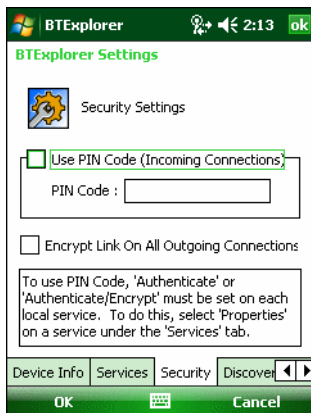 BTExplorer 2:13 ok
BTExplorer Settings
Security Settings
Use PIN Code (Incoming Connections)
PIN Code :
Encrypt Link On All Outgoing Connections
To use PIN Code, 'Authenticate' or
'Authenticate/Encrypt' must be set on each
local service. To do this, select 'Properties'
on a service under the 'Services' tab.
Device Info Services Security Discover
OK Cancel